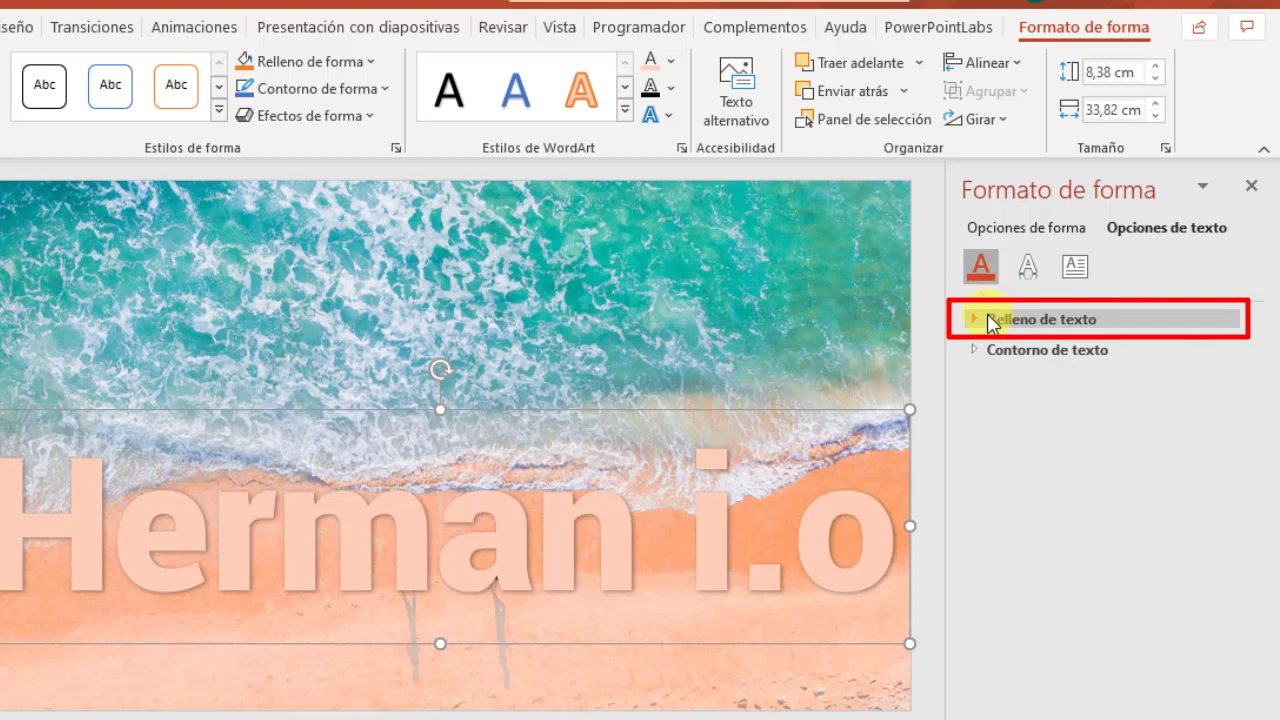 seño Transiciones Animaciones Presentación con diapositivas Revisar Vista Programador Complementos Ayuda PowerPointLabs Formato de forma
Abc Abc Abc
Relleno de forma
Contorno de forma
Efectos de forma
Estilos de forma
A A A
A
A
A
Estilos de WordArt
Texto
alternativo
Accesibilidad
Traer adelante
Enviar atrás
Panel de selección
Alinear
Agrupar
Girar
Organizar
8,38 cm
33,82 cm
Tamaño
Formato de forma
Opciones de forma Opciones de texto
A A A
Relleno de texto
Contorno de texto
Herman i.o